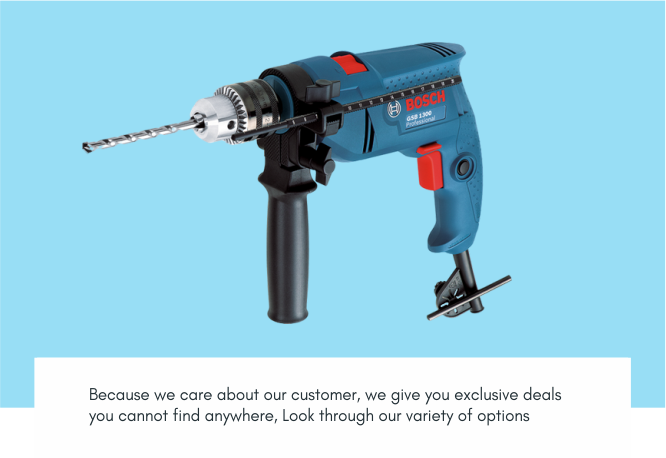 BOSCH
GSB 1300
Professional
Because we care about our customer, we give you exclusive deals
you cannot find anywhere, Look through our variety of options